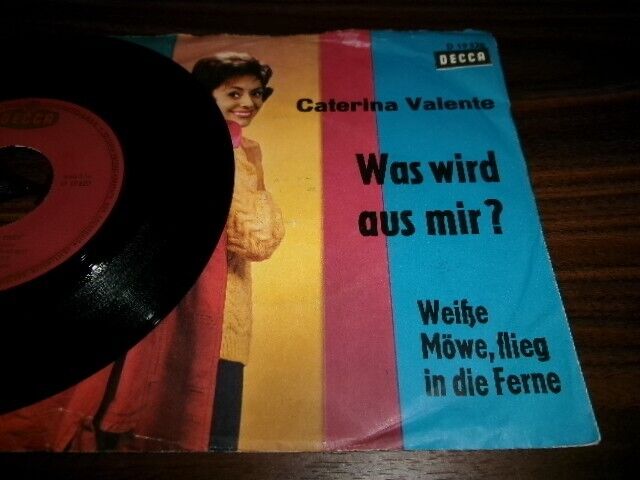 DECCA
Caterina Valente
Was wird
aus mir?
Weiße
Möwe, flieg
in die Ferne
DECCA